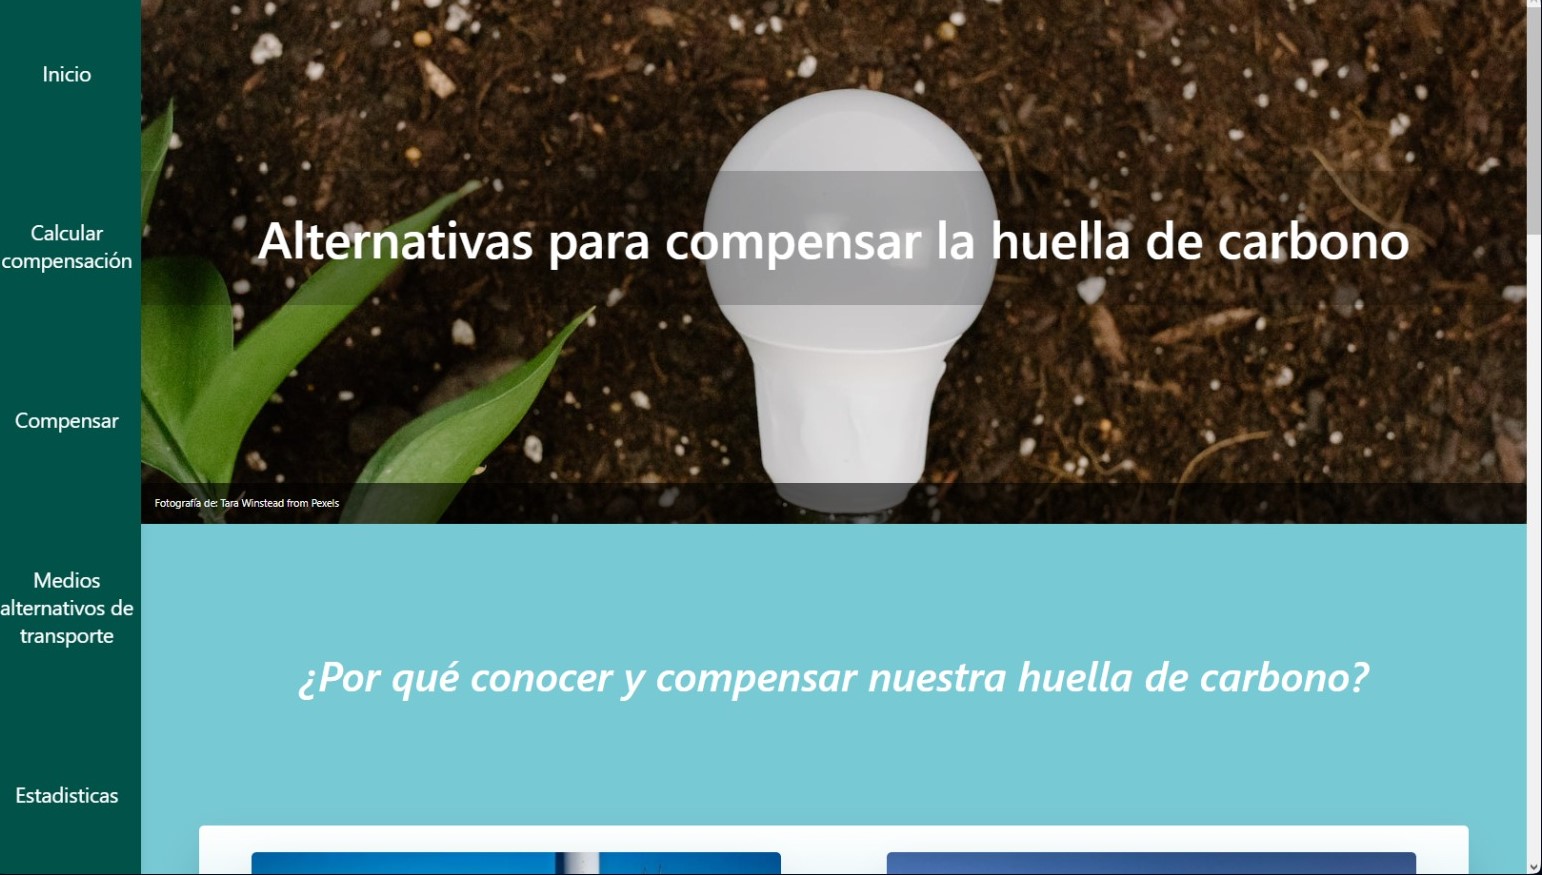 Inicio
Calcular
compensación
Compensar
Medios
alternativos de
transporte
Estadisticas
Alternativas para compensar la huella de carbono
Fotografía de: Tara Winstead from Pexels
¿Por qué conocer y compensar nuestra huella de carbono?